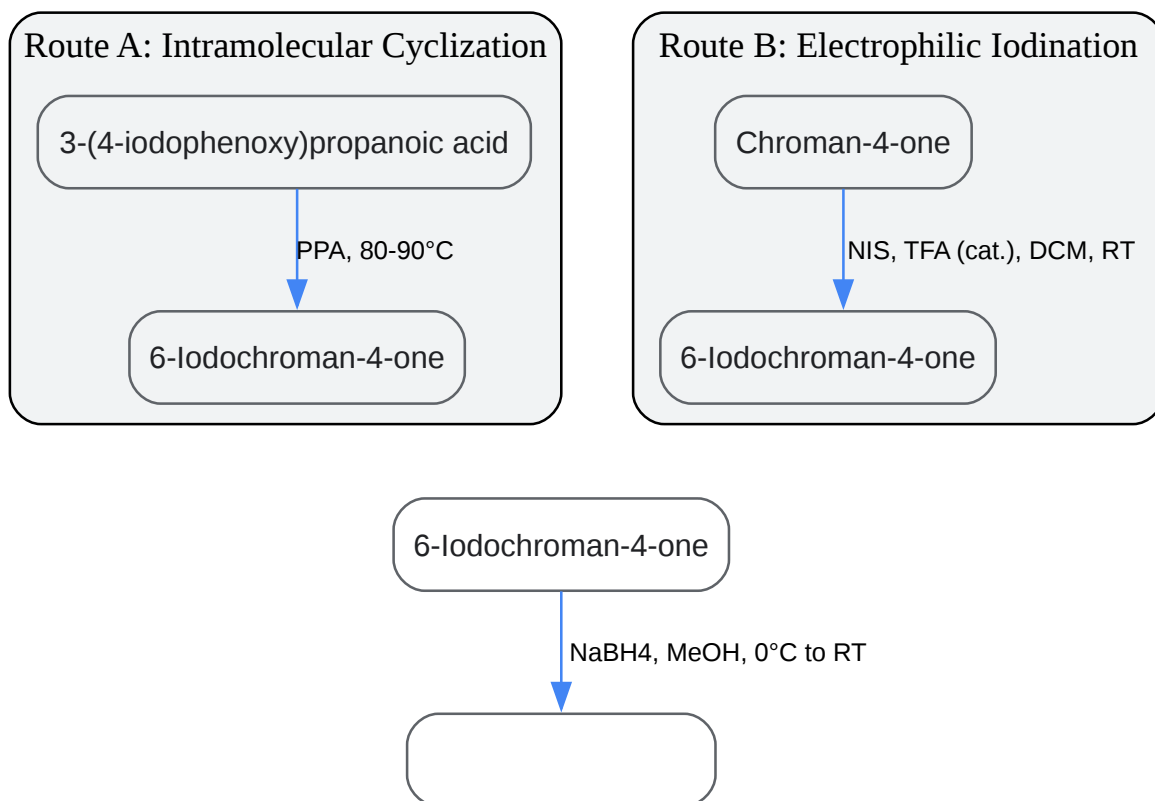 Route A: Intramolecular Cyclization
3-(4-iodophenoxy)propanoic acid
PPA, 80-90°C
6-Iodochroman-4-one
Route B: Electrophilic Iodination
Chroman-4-one
NIS, TFA (cat.), DCM, RT
6-Iodochroman-4-one
6-Iodochroman-4-one
NaBH4, MeOH, 0°C to RT